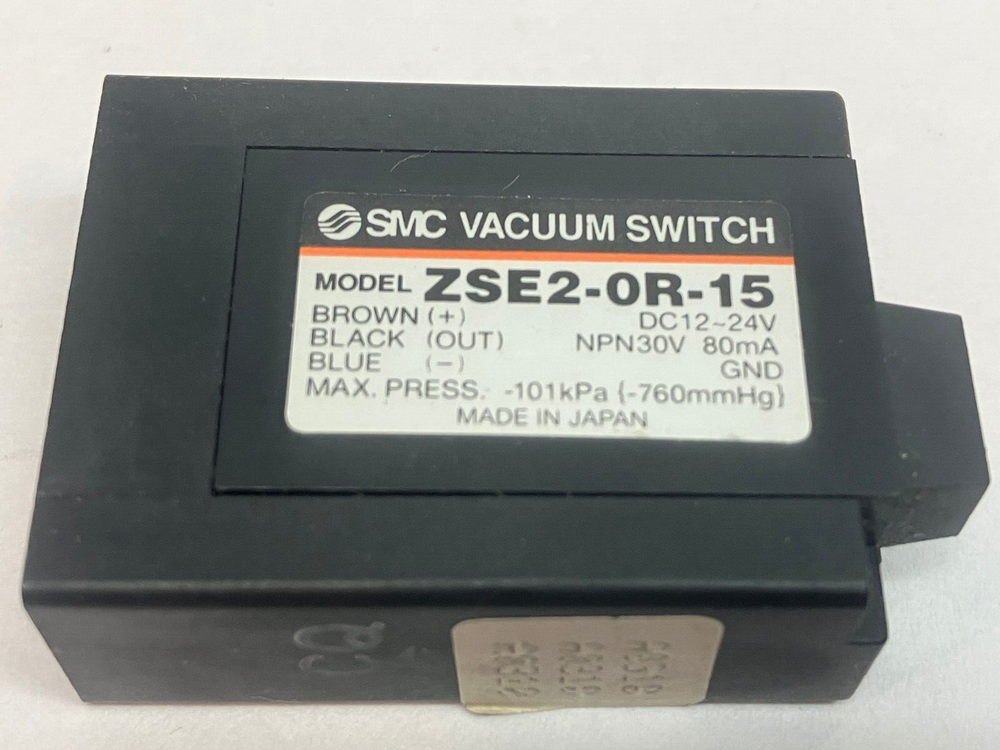 SMC VACUUM SWITCH
MODEL ZSE2-0R-15
BROWN (+) DC12~24V
BLACK (OUT) NPN30V 80mA
BLUE (−) GND
MAX. PRESS. -101kPa {-760mmHg}
MADE IN JAPAN
CQ